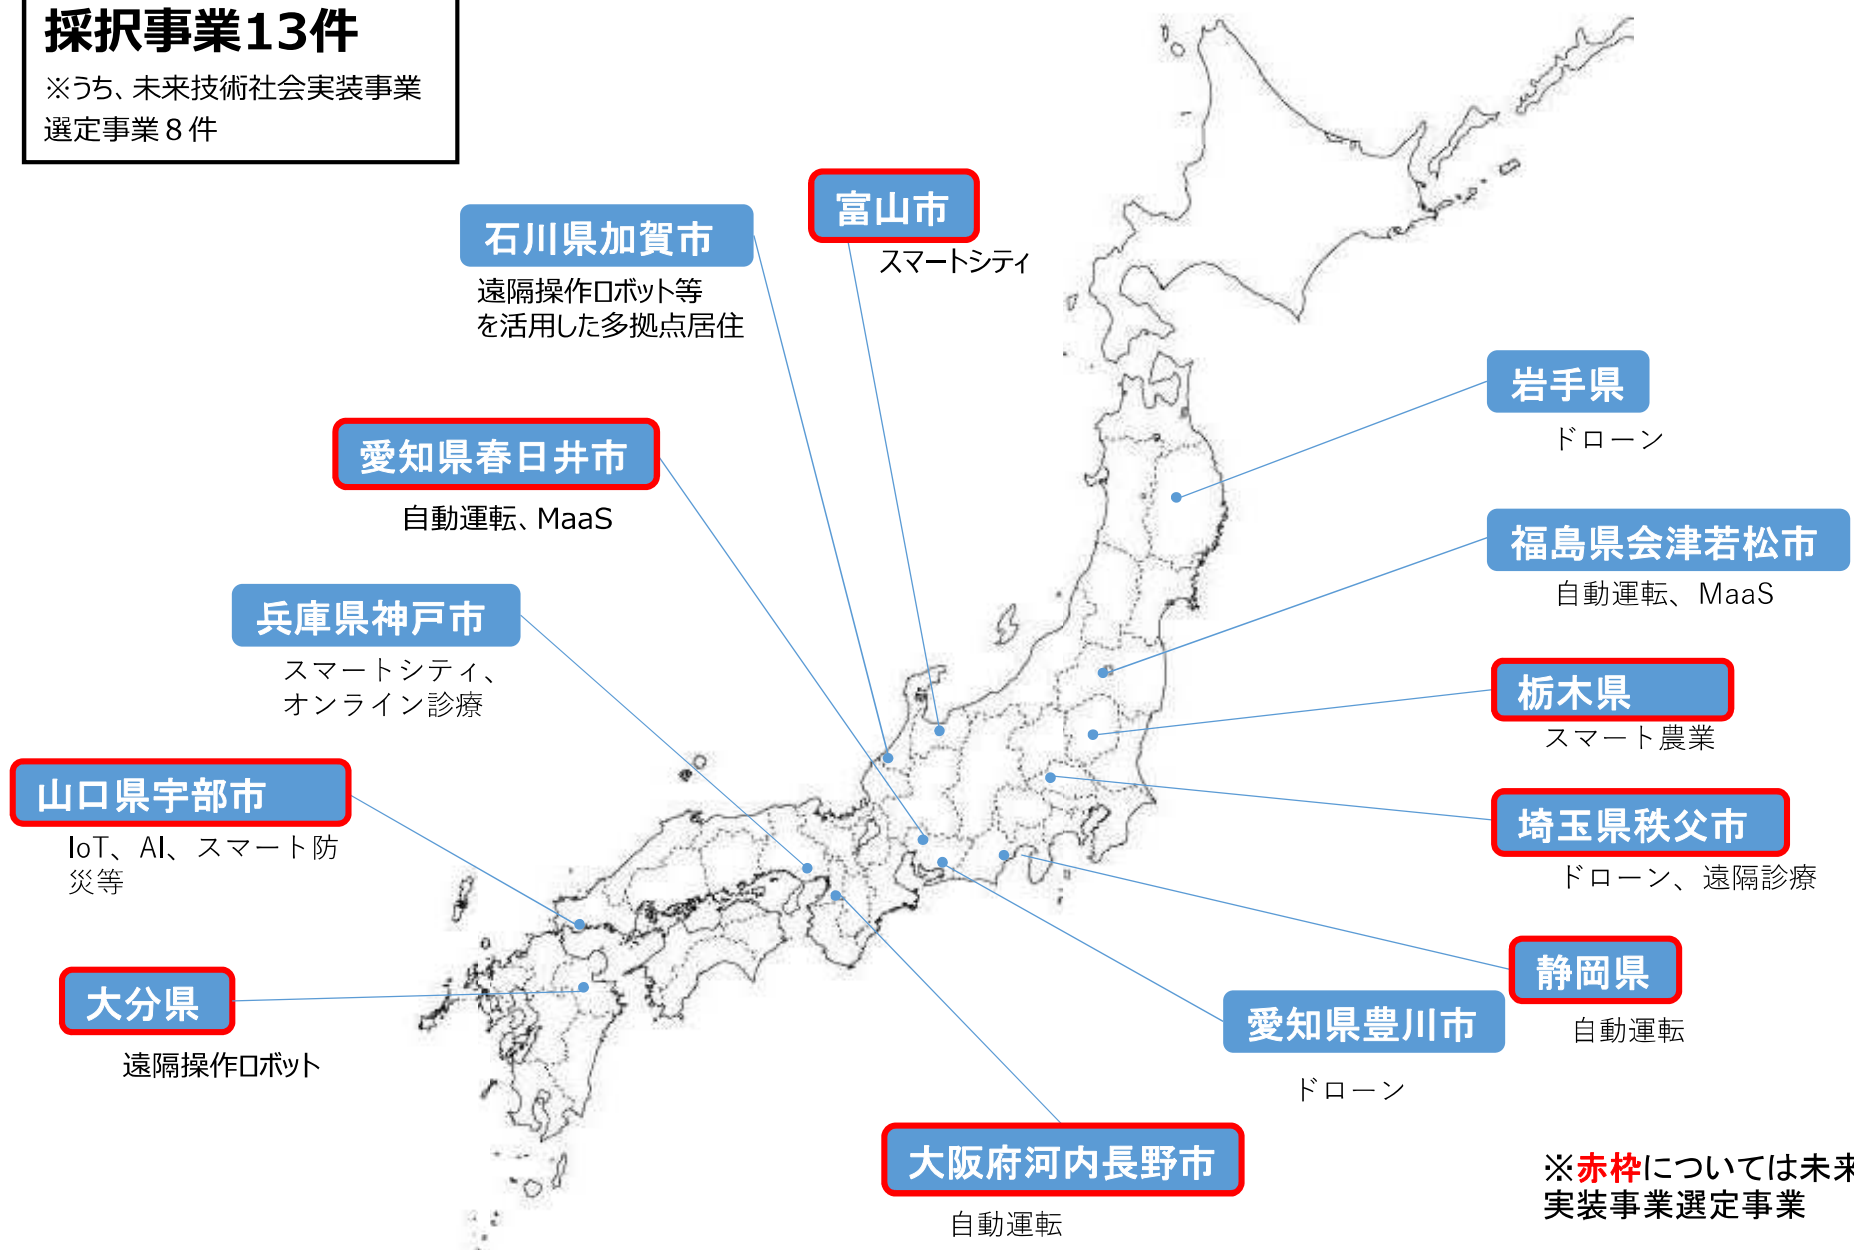 採択事業13件
※うち、未来技術社会実装事業
選定事業８件
富山市
スマートシティ
石川県加賀市
遠隔操作ロボット等
を活用した多拠点居住
岩手県
ドローン
愛知県春日井市
自動運転、MaaS
福島県会津若松市
自動運転、MaaS
兵庫県神戸市
スマートシティ、
オンライン診療
栃木県
スマート農業
山口県宇部市
IoT、AI、スマート防
災等
埼玉県秩父市
ドローン、遠隔診療
静岡県
自動運転
大分県
遠隔操作ロボット
愛知県豊川市
ドローン
大阪府河内長野市
自動運転
※赤枠については未来
実装事業選定事業